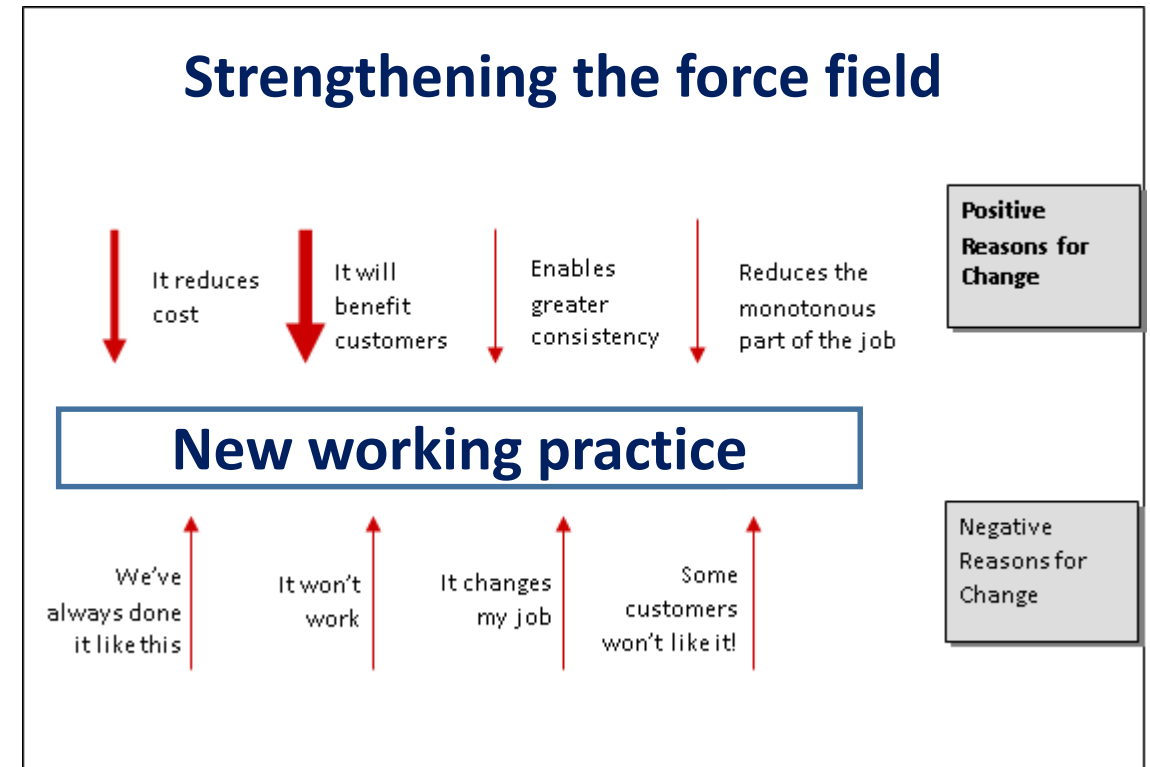 Strengthening the force field
Positive
Reasons for
Change
It reduces
cost
It will
benefit
customers
Enables
greater
consistency
Reduces the
monotonous
part of the job
New working practice
We've
always done
it like this
It won't
work
It changes
my job
Some
customers
won't like it!
Negative
Reasons for
Change